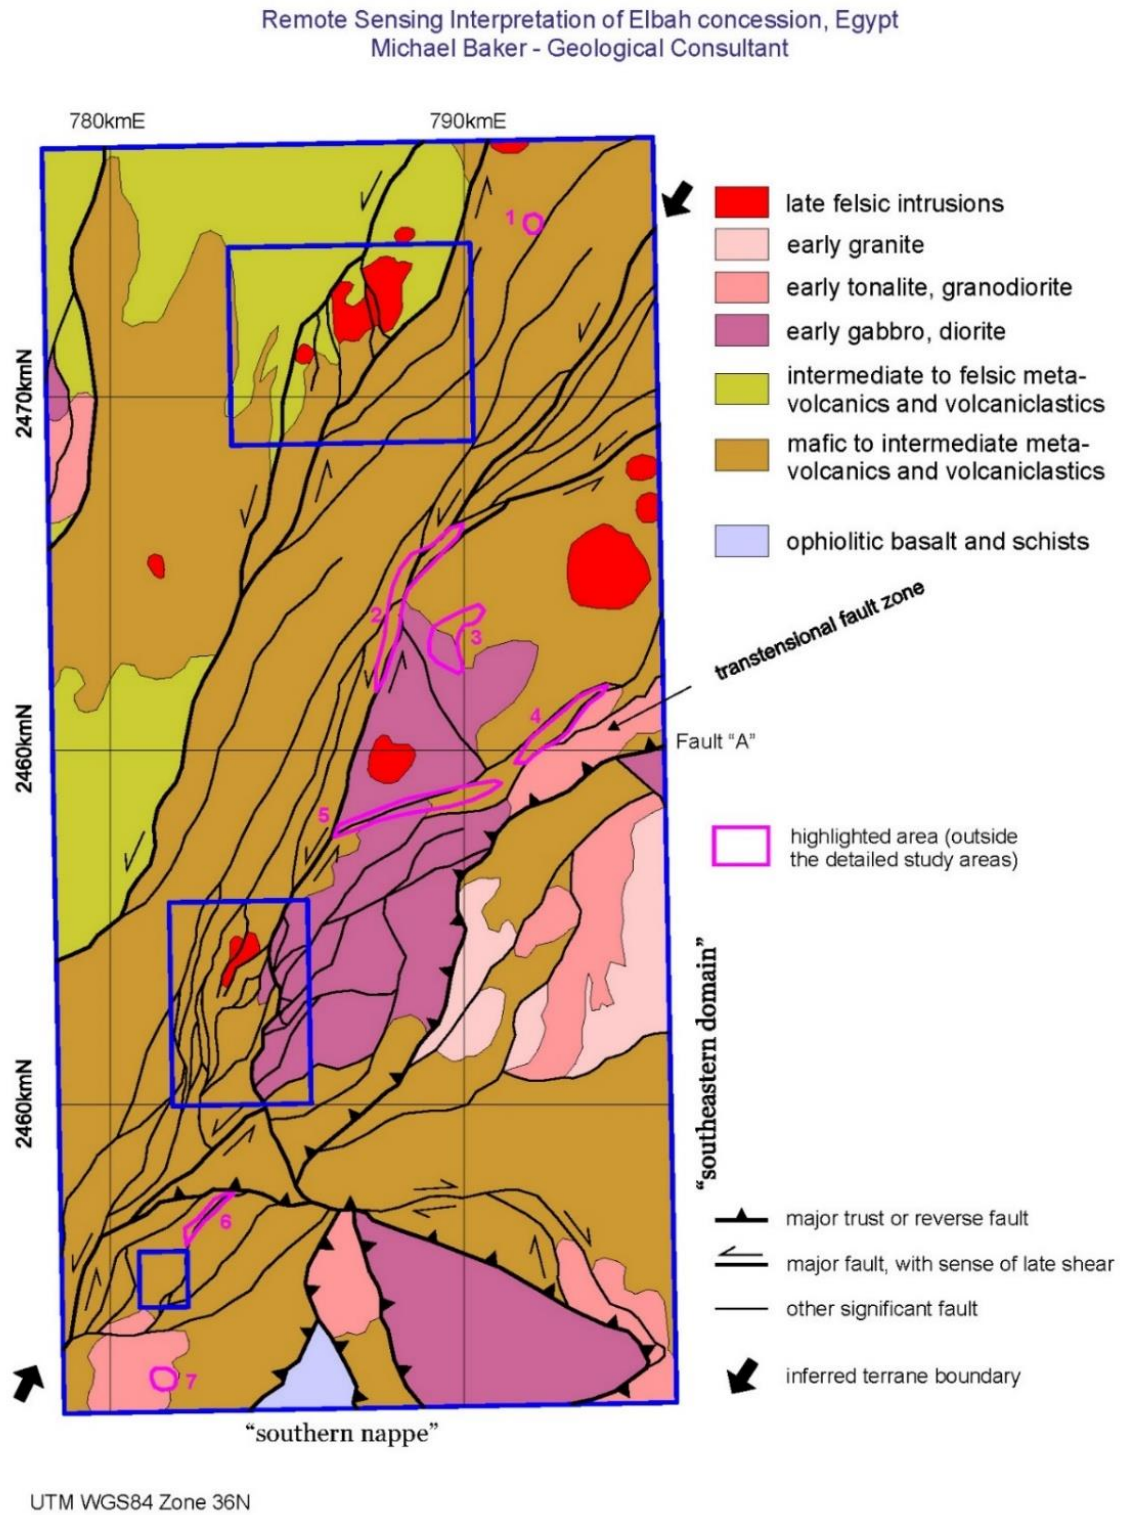 Remote Sensing Interpretation of Elbah concession, Egypt
Michael Baker - Geological Consultant
780kmE
790kmE
2470kmN
2460kmN
2460kmN
1
2
3
4
5
6
7
late felsic intrusions
early granite
early tonalite, granodiorite
early gabbro, diorite
intermediate to felsic meta-
volcanics and volcaniclastics
mafic to intermediate meta-
volcanics and volcaniclastics
ophiolitic basalt and schists
transtensional fault zone
Fault “A”
highlighted area (outside
the detailed study areas)
“southeastern domain”
major trust or reverse fault
major fault, with sense of late shear
other significant fault
inferred terrane boundary
“southern nappe”
UTM WGS84 Zone 36N